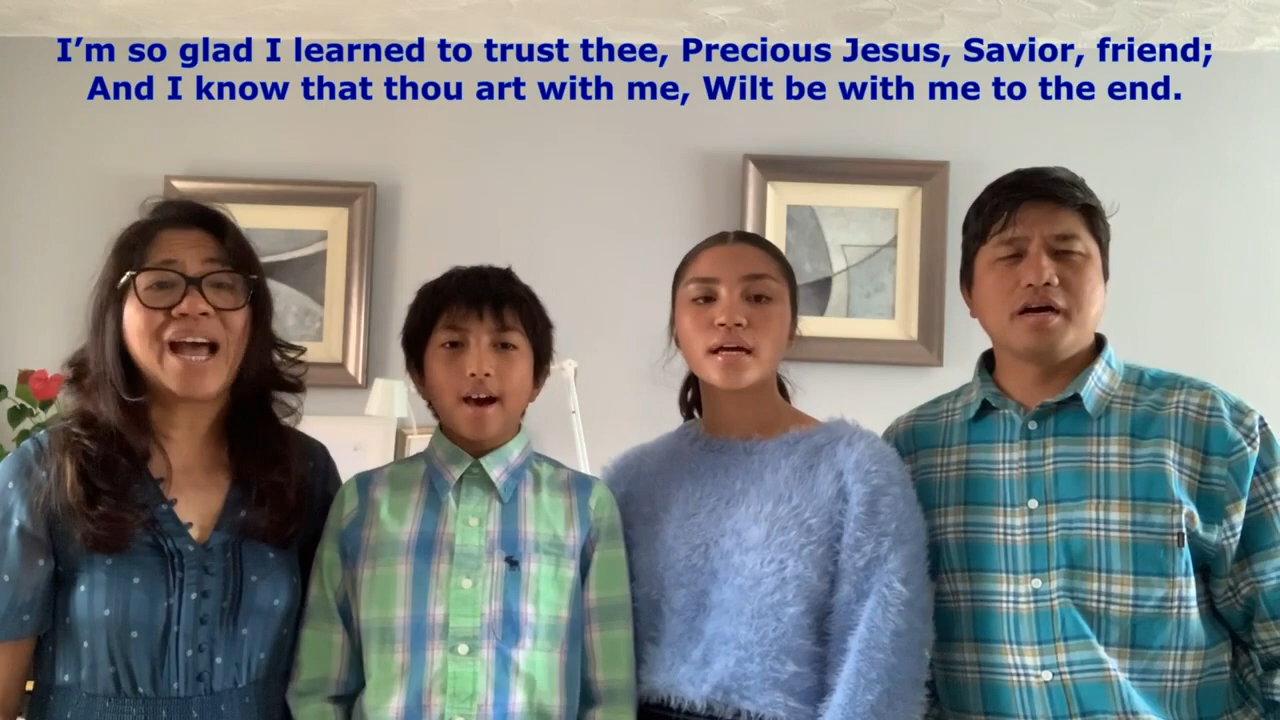 I’m so glad I learned to trust thee, Precious Jesus, Savior, friend;
And I know that thou art with me, Wilt be with me to the end.